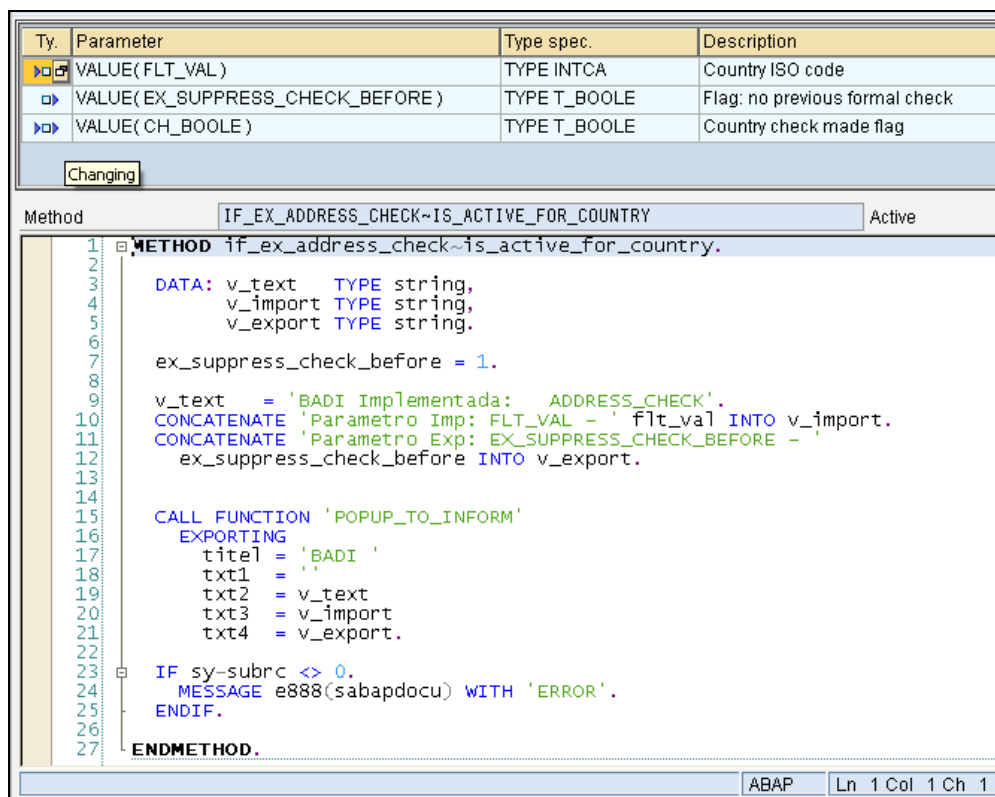 Ty. Parameter Type spec. Description
VALUE(FLT_VAL) TYPE INTCA Country ISO code
VALUE(EX_SUPPRESS_CHECK_BEFORE) TYPE T_BOOLE Flag: no previous formal check
VALUE(CH_BOOLE) TYPE T_BOOLE Country check made flag
Changing
Method IF_EX_ADDRESS_CHECK~IS_ACTIVE_FOR_COUNTRY Active
1 METHOD if_ex_address_check~is_active_for_country.
2
3 DATA: v_text   TYPE string,
4 v_import TYPE string,
5 v_export TYPE string.
6
7 ex_suppress_check_before = 1.
8
9 v_text   = 'BADI Implementada:   ADDRESS_CHECK'.
10 CONCATENATE 'Parametro Imp: FLT_VAL - ' flt_val INTO v_import.
11 CONCATENATE 'Parametro Exp: EX_SUPPRESS_CHECK_BEFORE - '
12 ex_suppress_check_before INTO v_export.
13
14
15 CALL FUNCTION 'POPUP_TO_INFORM'
16 EXPORTING
17 titel = 'BADI '
18 txt1  = ''
19 txt2  = v_text
20 txt3  = v_import
21 txt4  = v_export.
22
23 IF sy-subrc <> 0.
24 MESSAGE e888(sabapdocu) WITH 'ERROR'.
25 ENDIF.
26
27 ENDMETHOD.
ABAP Ln 1 Col 1 Ch 1